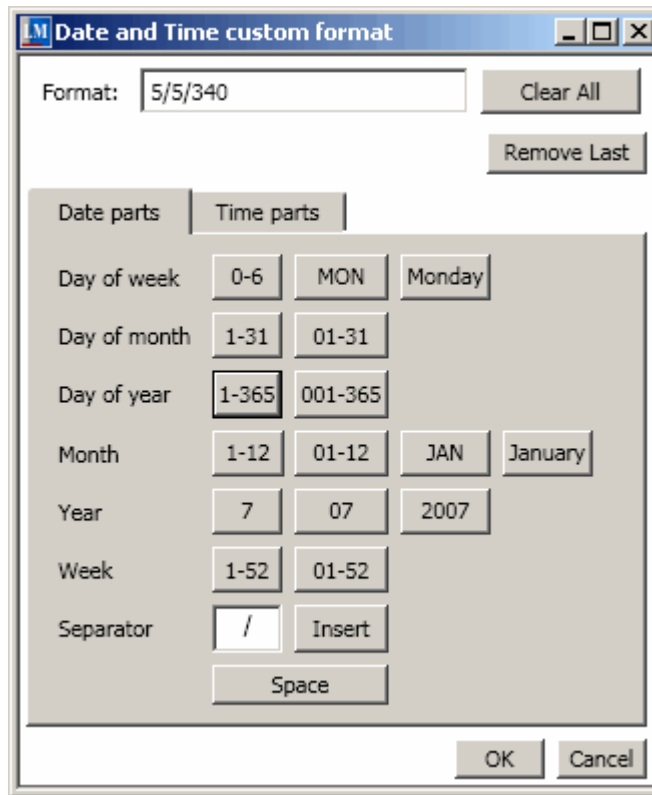 LM Date and Time custom format
Format: 5/5/340 Clear All
Remove Last
Date parts Time parts
Day of week 0-6 MON Monday
Day of month 1-31 01-31
Day of year 1-365 001-365
Month 1-12 01-12 JAN January
Year 7 07 2007
Week 1-52 01-52
Separator / Insert
Space
OK Cancel